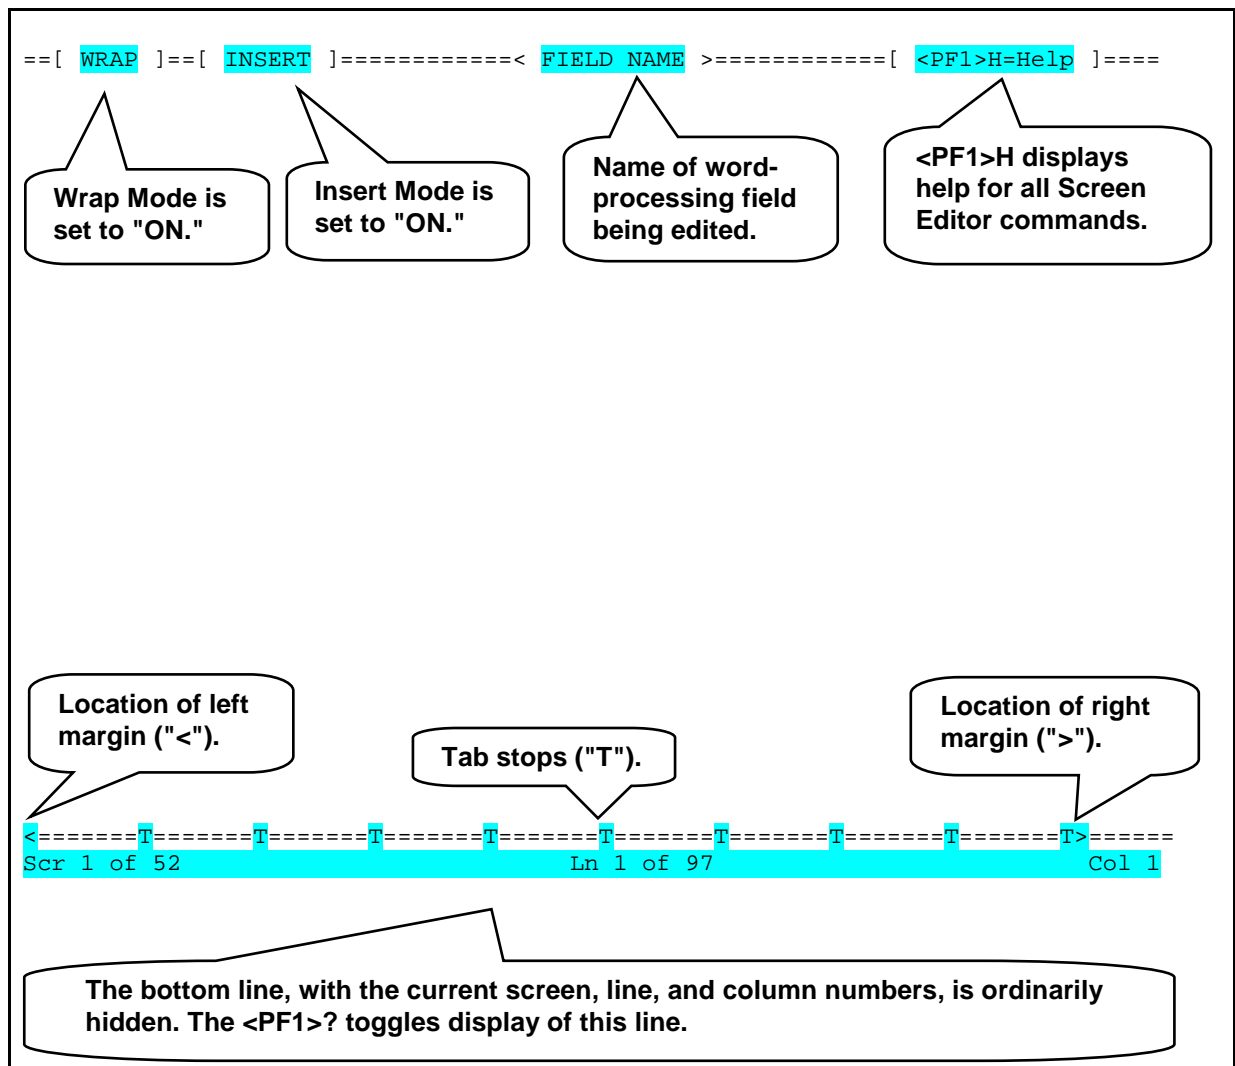 ==[ WRAP ]==[ INSERT ]============< FIELD NAME >============[ <PF1>H=Help ]====
Wrap Mode is
set to "ON."
Insert Mode is
set to "ON."
Name of word-
processing field
being edited.
<PF1>H displays
help for all Screen
Editor commands.
Location of left
margin ("<").
Tab stops ("T").
Location of right
margin (">").
<=======T=======T=======T=======T=======T=======T=======T=======T=======T>======
Scr 1 of 52 Ln 1 of 97 Col 1
The bottom line, with the current screen, line, and column numbers, is ordinarily
hidden. The <PF1>? toggles display of this line.